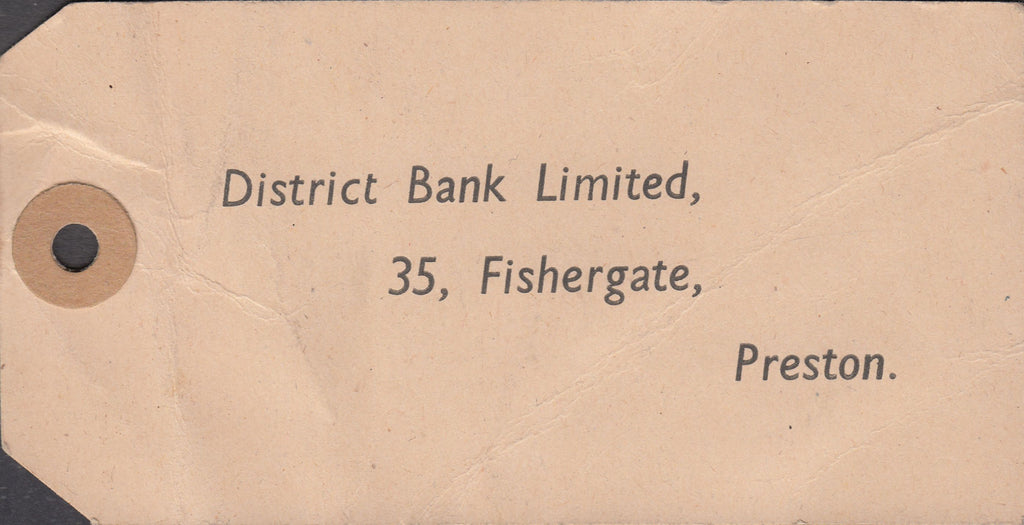 District Bank Limited,
35, Fishergate,
Preston.